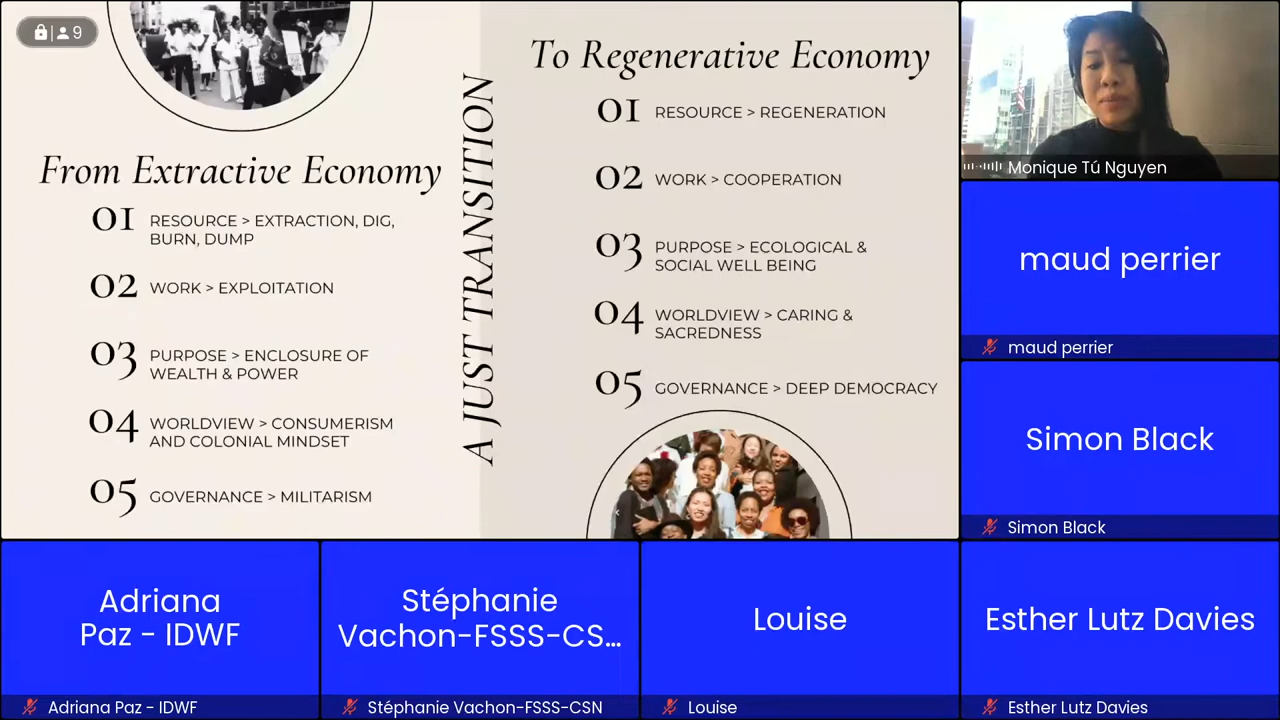 9
From Extractive Economy
01 RESOURCE > EXTRACTION, DIG,
BURN, DUMP
02 WORK > EXPLOITATION
03 PURPOSE > ENCLOSURE OF
WEALTH & POWER
04 WORLDVIEW > CONSUMERISM
AND COLONIAL MINDSET
05 GOVERNANCE > MILITARISM
A JUST TRANSITION
To Regenerative Economy
01 RESOURCE > REGENERATION
02 WORK > COOPERATION
03 PURPOSE > ECOLOGICAL &
SOCIAL WELL BEING
04 WORLDVIEW > CARING &
SACREDNESS
05 GOVERNANCE > DEEP DEMOCRACY
Monique Tú Nguyen
maud perrier
maud perrier
Simon Black
Simon Black
Adriana
Paz - IDWF
Adriana Paz - IDWF
Stéphanie
Vachon-FSSS-CS...
Stéphanie Vachon-FSSS-CSN
Louise
Louise
Esther Lutz Davies
Esther Lutz Davies